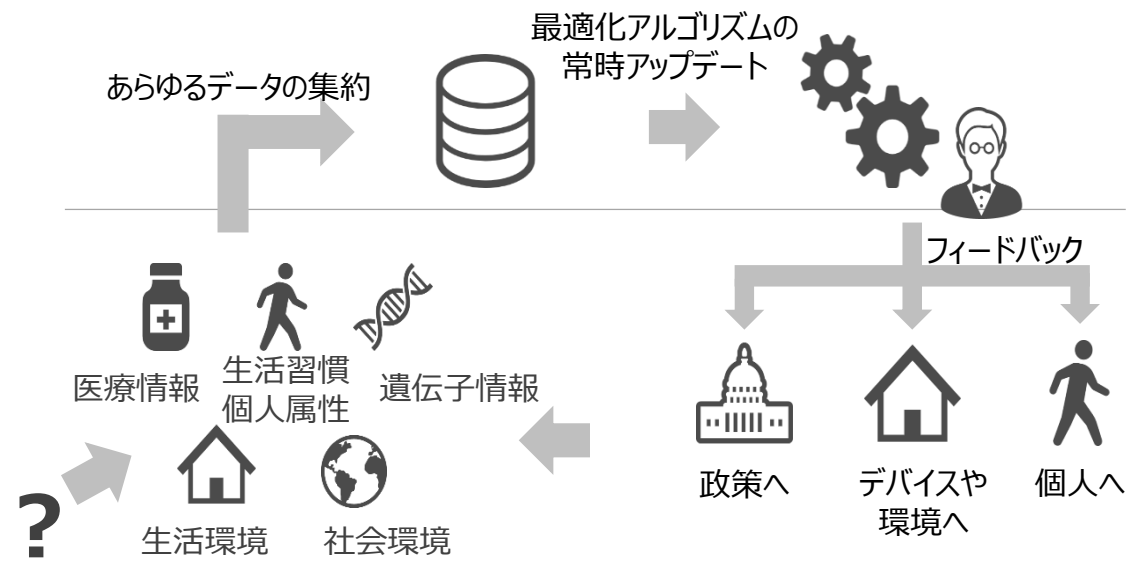 最適化アルゴリズムの
常時アップデート
あらゆるデータの集約
フィードバック
医療情報
生活習慣
個人属性
遺伝子情報
政策へ
デバイスや
環境へ
個人へ
?
生活環境
社会環境